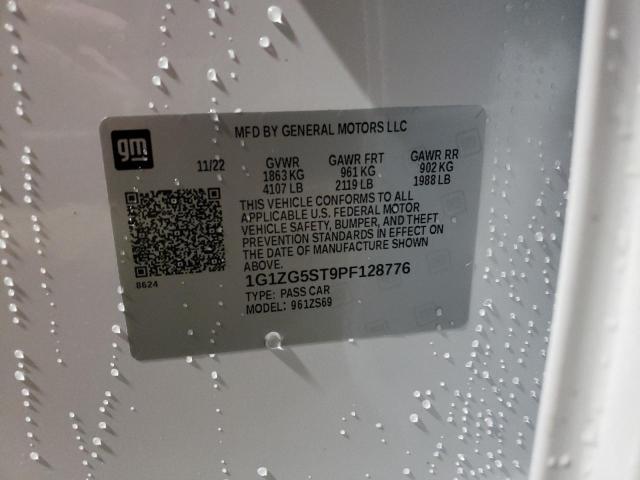 MFD BY GENERAL MOTORS LLC
gm
11/22 GVWR GAWR FRT GAWR RR
1863 KG 961 KG 902 KG
4107 LB 2119 LB 1988 LB
THIS VEHICLE CONFORMS TO ALL
APPLICABLE U.S. FEDERAL MOTOR
VEHICLE SAFETY, BUMPER, AND THEFT
PREVENTION STANDARDS IN EFFECT ON
THE DATE OF MANUFACTURE SHOWN
ABOVE.
8624
1G1ZG5ST9PF128776
TYPE: PASS CAR
MODEL: 961ZS69